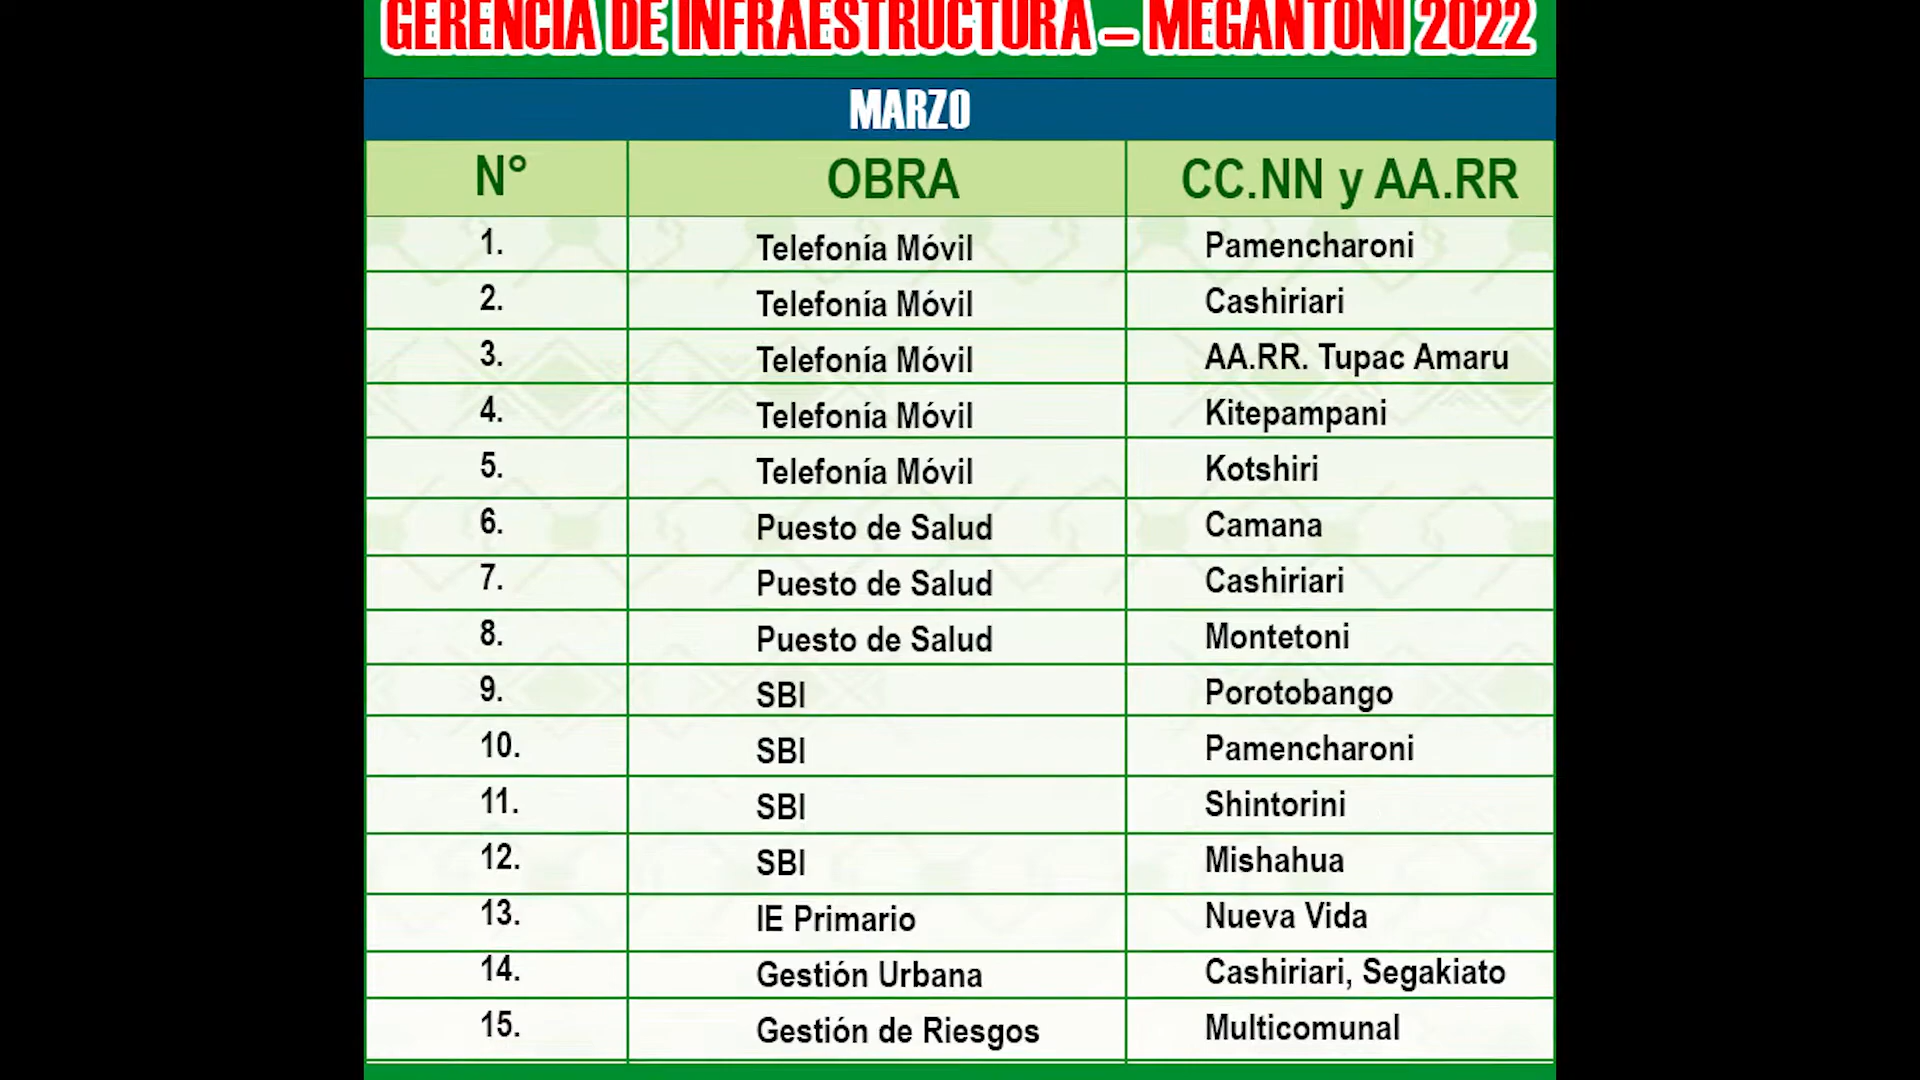 GERENCIA DE INFRAESTRUCTURA – MEGANTONI 2022
MARZO
N° OBRA CC.NN y AA.RR
1. Telefonía Móvil Pamencharoni
2. Telefonía Móvil Cashiriari
3. Telefonía Móvil AA.RR. Tupac Amaru
4. Telefonía Móvil Kitepampani
5. Telefonía Móvil Kotshiri
6. Puesto de Salud Camana
7. Puesto de Salud Cashiriari
8. Puesto de Salud Montetoni
9. SBI Porotobango
10. SBI Pamencharoni
11. SBI Shintorini
12. SBI Mishahua
13. IE Primario Nueva Vida
14. Gestión Urbana Cashiriari, Segakiato
15. Gestión de Riesgos Multicomunal